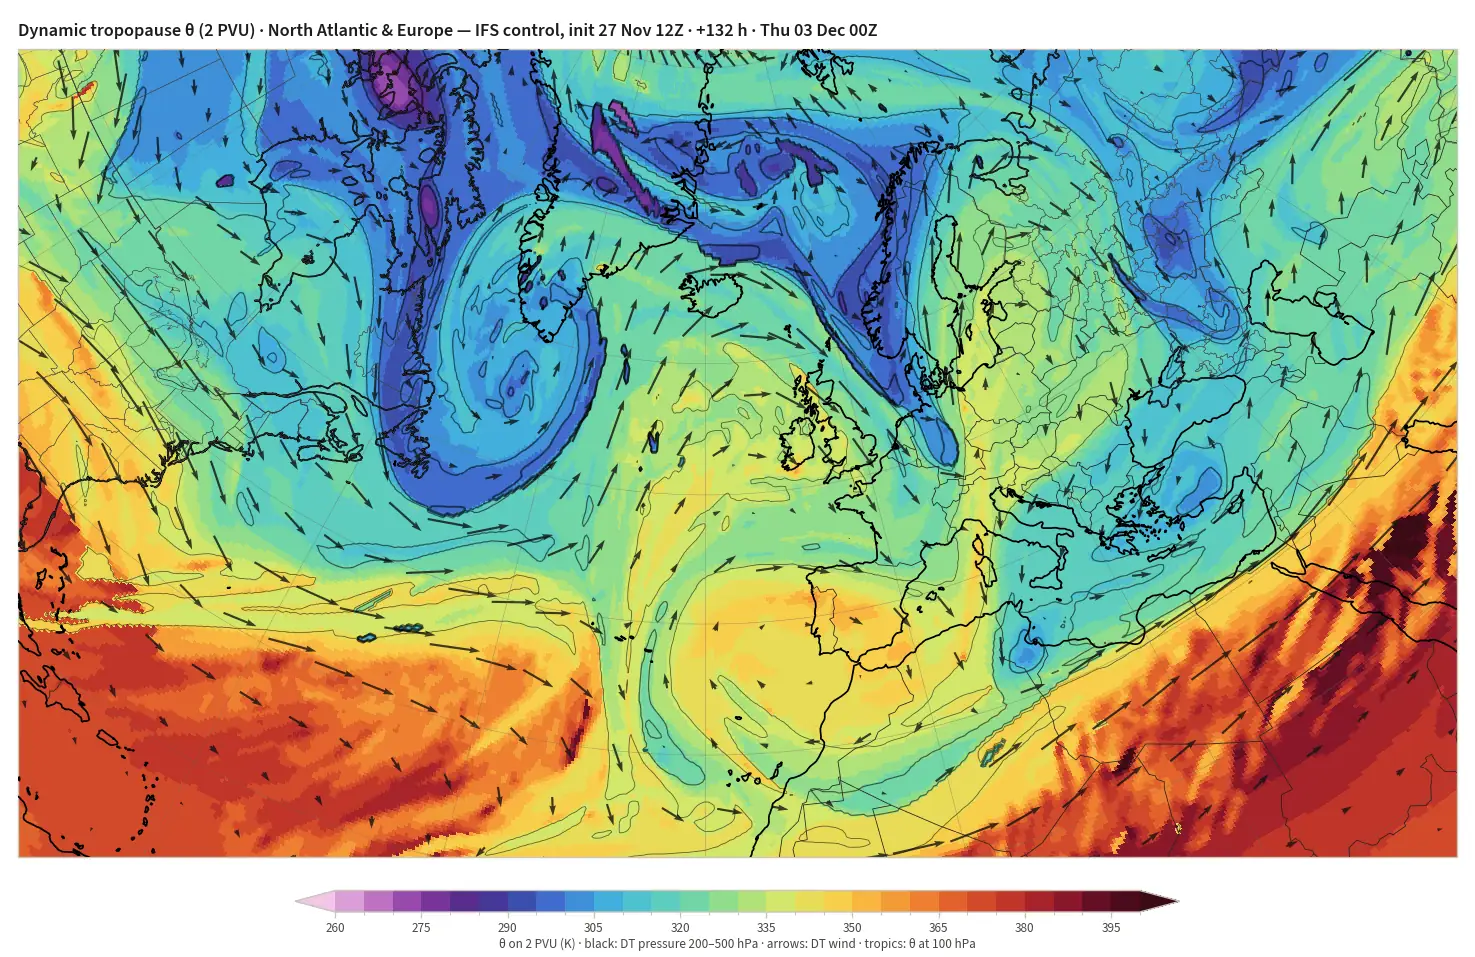 Dynamic tropopause θ (2 PVU) · North Atlantic & Europe — IFS control, init 27 Nov 12Z · +132 h · Thu 03 Dec 00Z
260 275 290 305 320 335 350 365 380 395
θ on 2 PVU (K) · black: DT pressure 200–500 hPa · arrows: DT wind · tropics: θ at 100 hPa